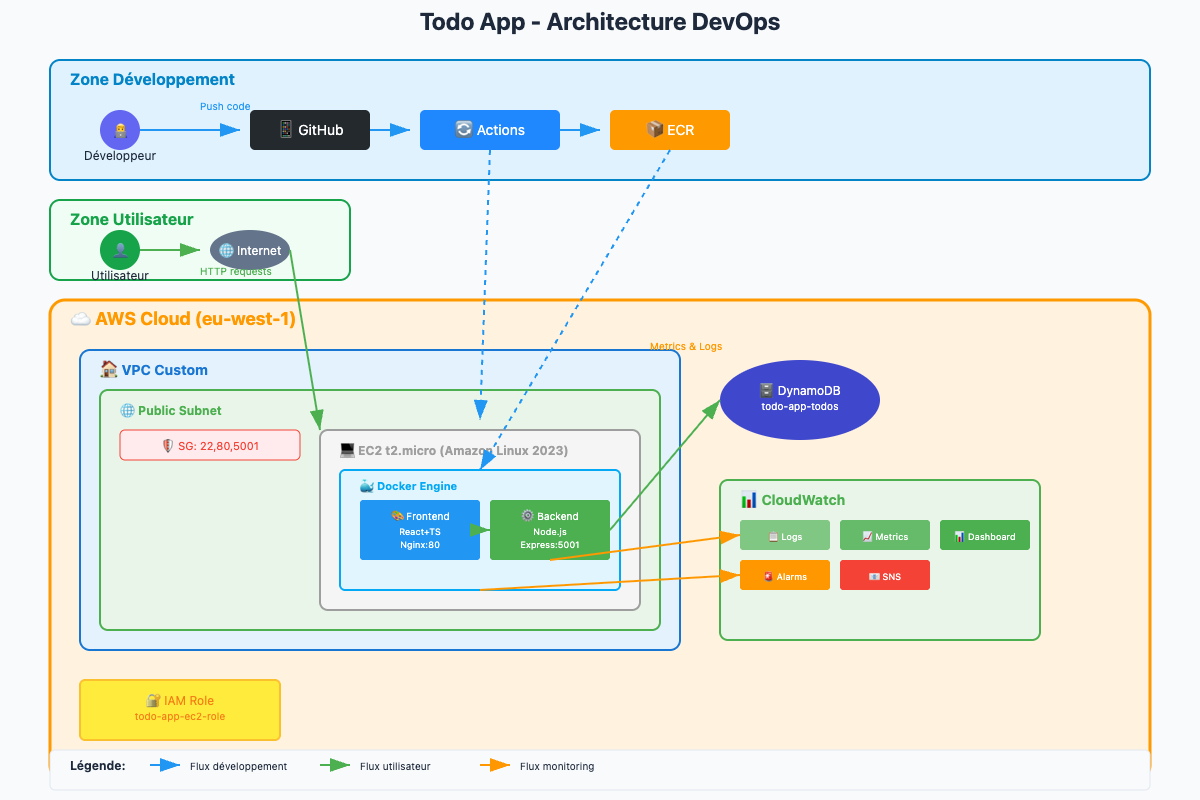 Todo App - Architecture DevOps
Zone Développement
Push code
GitHub
Actions
ECR
Développeur
Zone Utilisateur
Internet
Utilisateur
HTTP requests
AWS Cloud (eu-west-1)
Metrics & Logs
VPC Custom
DynamoDB
todo-app-todos
Public Subnet
SG: 22,80,5001
EC2 t2.micro (Amazon Linux 2023)
Docker Engine
Frontend
React+TS
Nginx:80
Backend
Node.js
Express:5001
CloudWatch
Logs
Metrics
Dashboard
Alarms
SNS
IAM Role
todo-app-ec2-role
Légende:
Flux développement
Flux utilisateur
Flux monitoring